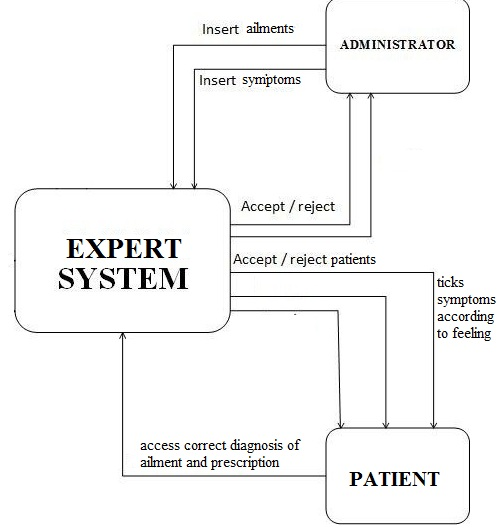 Insert ailments
ADMINISTRATOR
Insert symptoms
Accept / reject
EXPERT
SYSTEM
Accept / reject patients
ticks
symptoms
according
to feeling
access correct diagnosis of
ailment and prescription
PATIENT